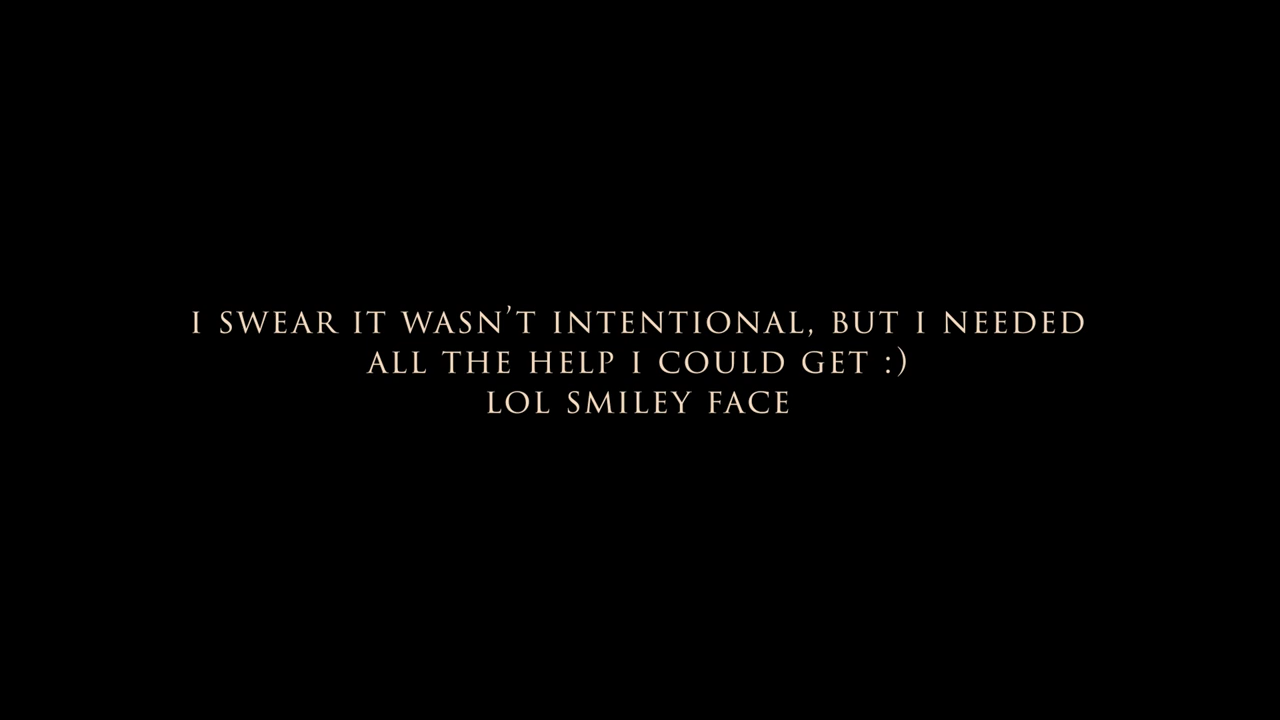 I SWEAR IT WASN’T INTENTIONAL, BUT I NEEDED
ALL THE HELP I COULD GET :)
LOL SMILEY FACE